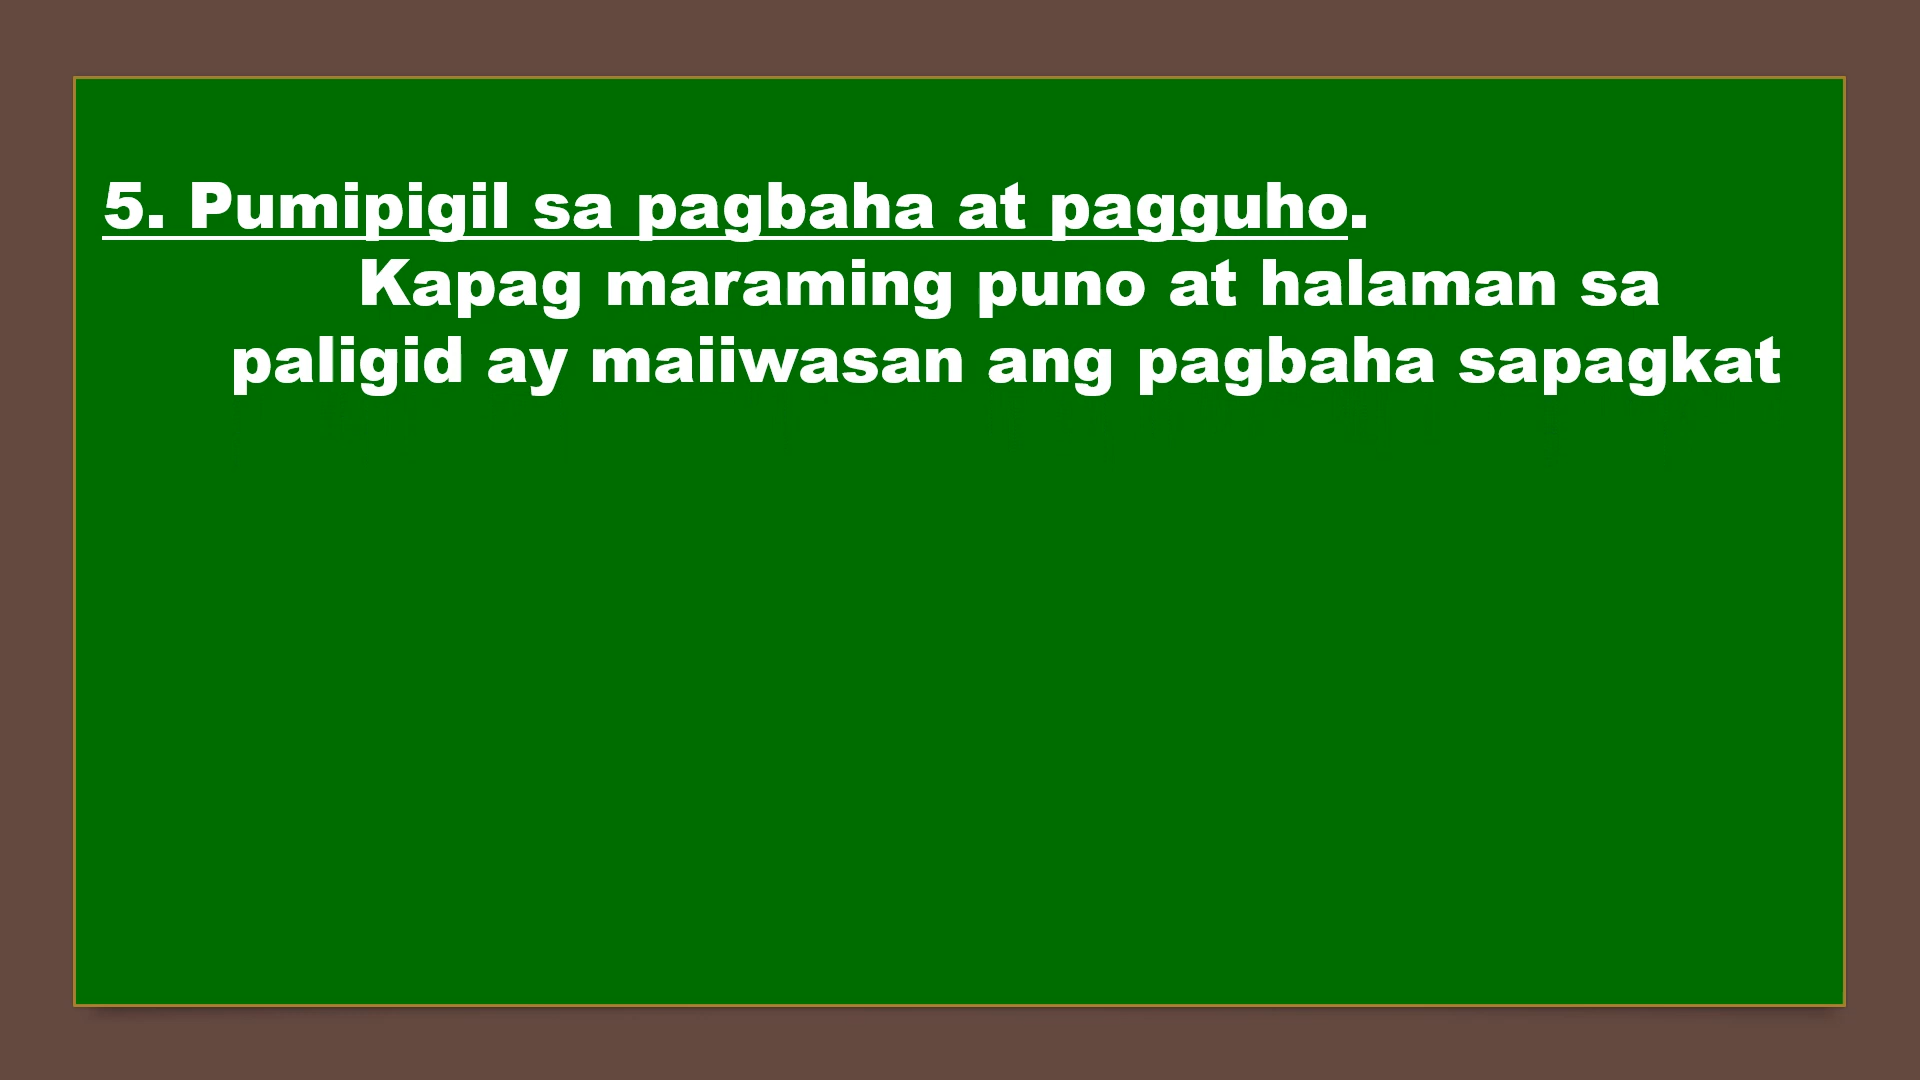 5. Pumipigil sa pagbaha at pagguho.
Kapag maraming puno at halaman sa
paligid ay maiiwasan ang pagbaha sapagkat